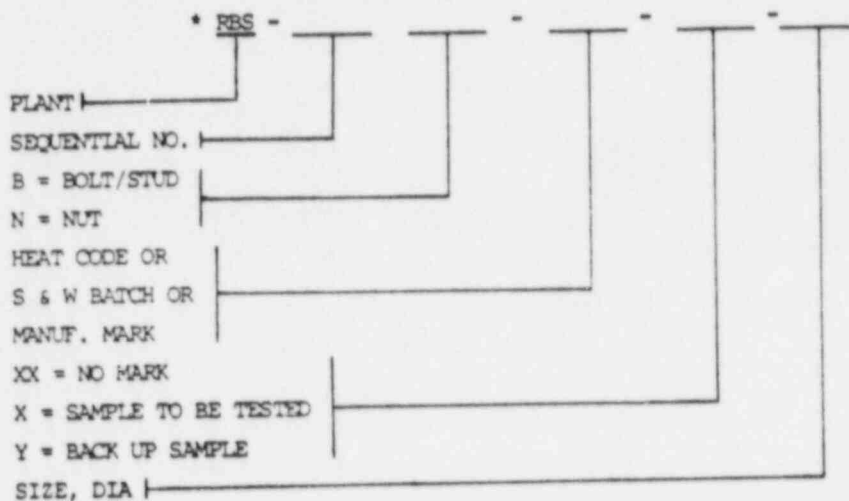 * RBS - ____ ____ - ____ - ____ - ____
PLANT
SEQUENTIAL NO.
B = BOLT/STUD
N = NUT
HEAT CODE OR
S & W BATCH OR
MANUF. MARK
XX = NO MARK
X = SAMPLE TO BE TESTED
Y = BACK UP SAMPLE
SIZE, DIA